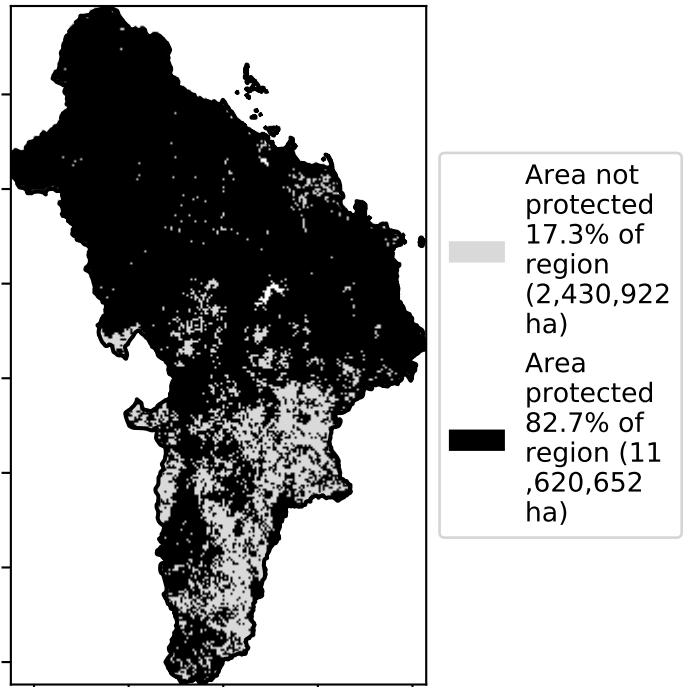 Area not
protected
17.3% of
region
(2,430,922
ha)
Area
protected
82.7% of
region (11
,620,652
ha)